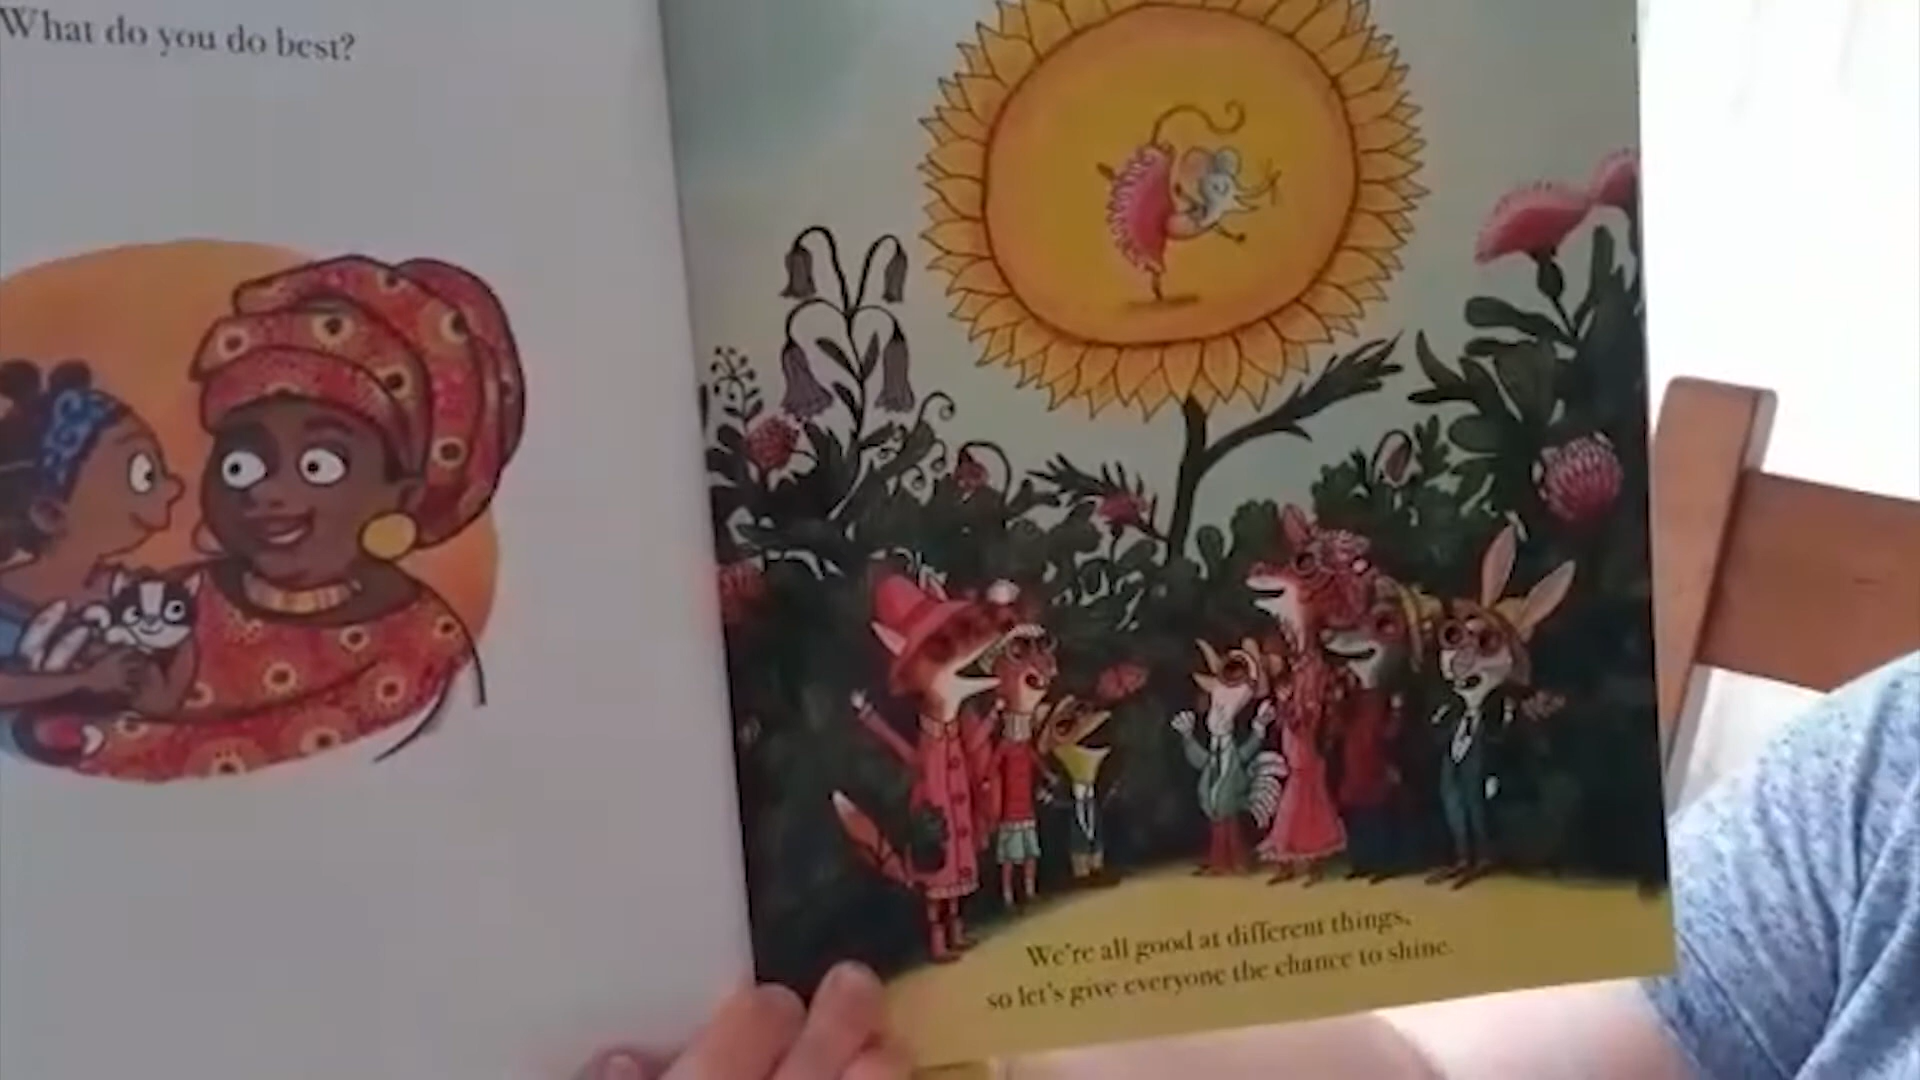 What do you do best?
We're all good at different things,
so let's give everyone the chance to shine.